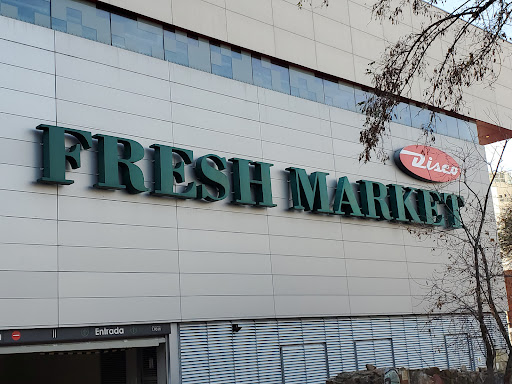 FRESH MARKET
Disco
Entrada